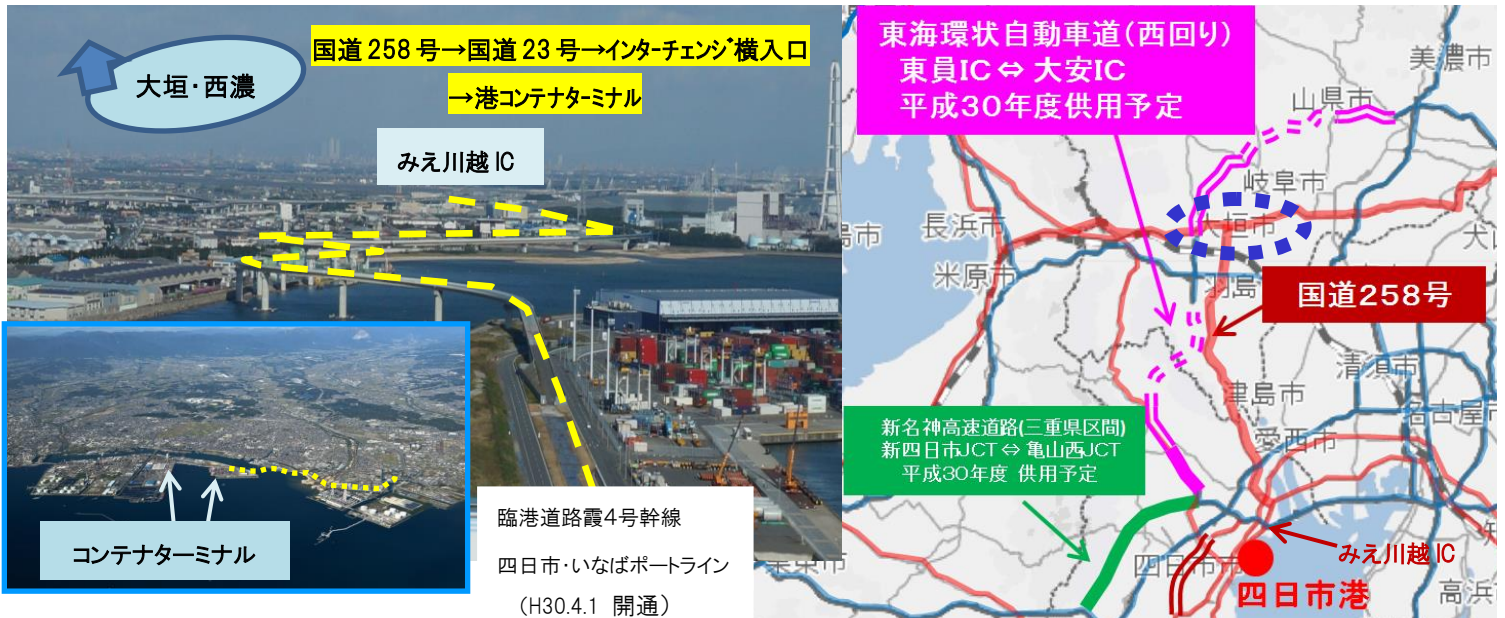 国道258号→国道23号→インターチェンジ横入口
→港コンテナターミナル
大垣・西濃
みえ川越IC
コンテナターミナル
臨港道路霞4号幹線
四日市・いなばポートライン
(H30.4.1 開通)
東海環状自動車道(西回り)
東員IC⇔大安IC
平成30年度供用予定
美濃市
山県市
岐阜市
大垣市
長浜市
島市
米原市
羽島
国道258号
清須市
津島市
名古屋市
愛西市
新名神高速道路(三重県区間)
新四日市JCT⇔亀山西JCT
平成30年度 供用予定
みえ川越IC
四日市市
四日市港
栗東市
高浜市